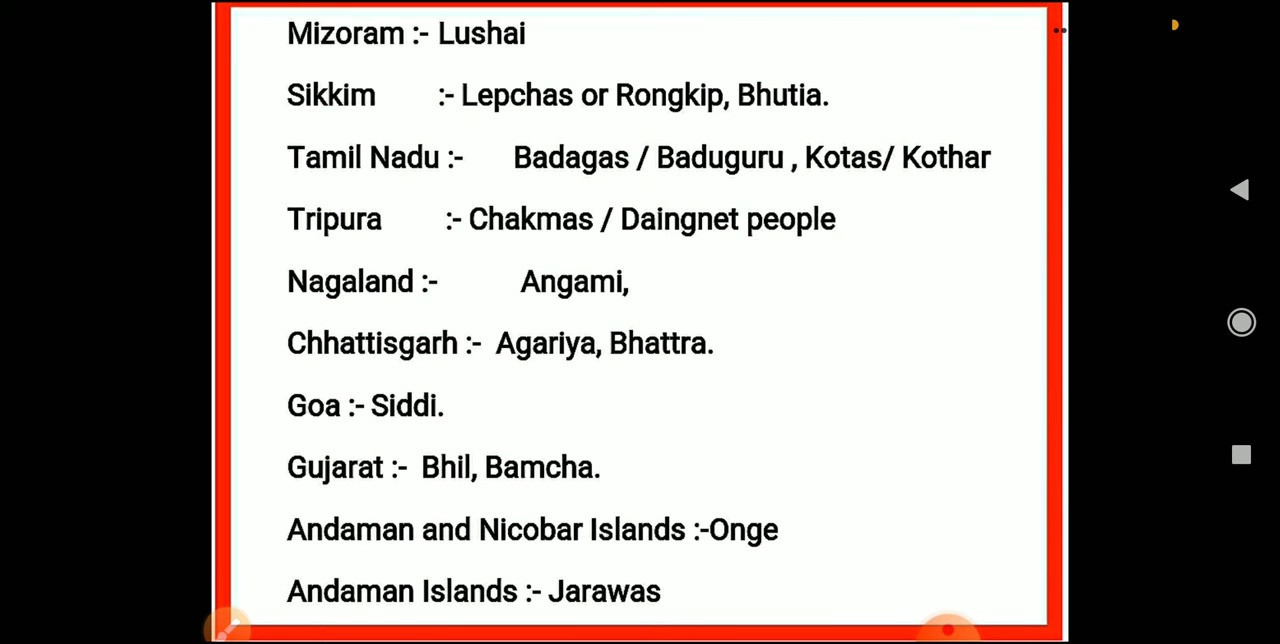 Mizoram :- Lushai
Sikkim :- Lepchas or Rongkip, Bhutia.
Tamil Nadu :- Badagas / Baduguru , Kotas/ Kothar
Tripura :- Chakmas / Daingnet people
Nagaland :- Angami,
Chhattisgarh :- Agariya, Bhattra.
Goa :- Siddi.
Gujarat :- Bhil, Bamcha.
Andaman and Nicobar Islands :-Onge
Andaman Islands :- Jarawas